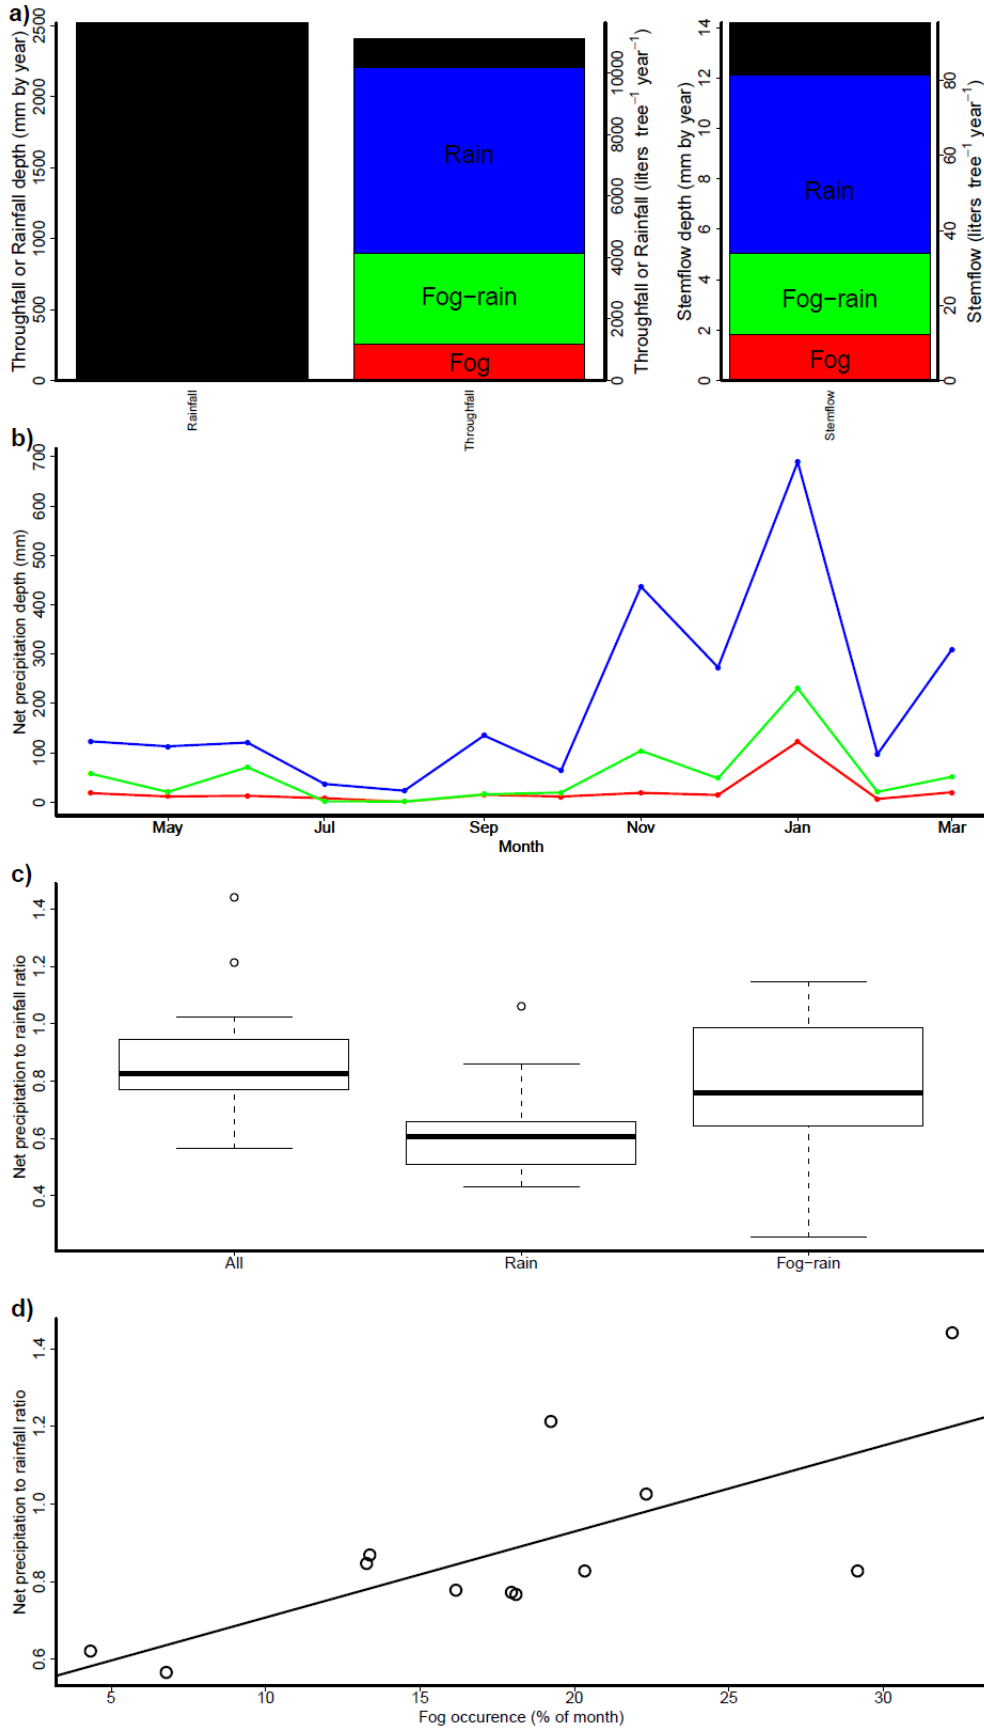 a)
Throughfall or Rainfall depth (mm by year)
0 500 1000 1500 2000 2500
Rain
Fog−rain
Fog
Rainfall
Throughfall
0 2000 4000 6000 8000 10000
Throughfall or Rainfall (liters tree−1 year−1)
Stemflow depth (mm by year)
0 2 4 6 8 10 12 14
Rain
Fog−rain
Fog
Stemflow
0 20 40 60 80
Stemflow (liters tree−1 year−1)
b)
Net precipitation depth (mm)
0 100 200 300 400 500 600 700
May Jul Sep Nov Jan Mar
Month
c)
Net precipitation to rainfall ratio
0.4 0.6 0.8 1.0 1.2 1.4
All Rain Fog−rain
d)
Net precipitation to rainfall ratio
0.6 0.8 1.0 1.2 1.4
5 10 15 20 25 30
Fog occurence (% of month)